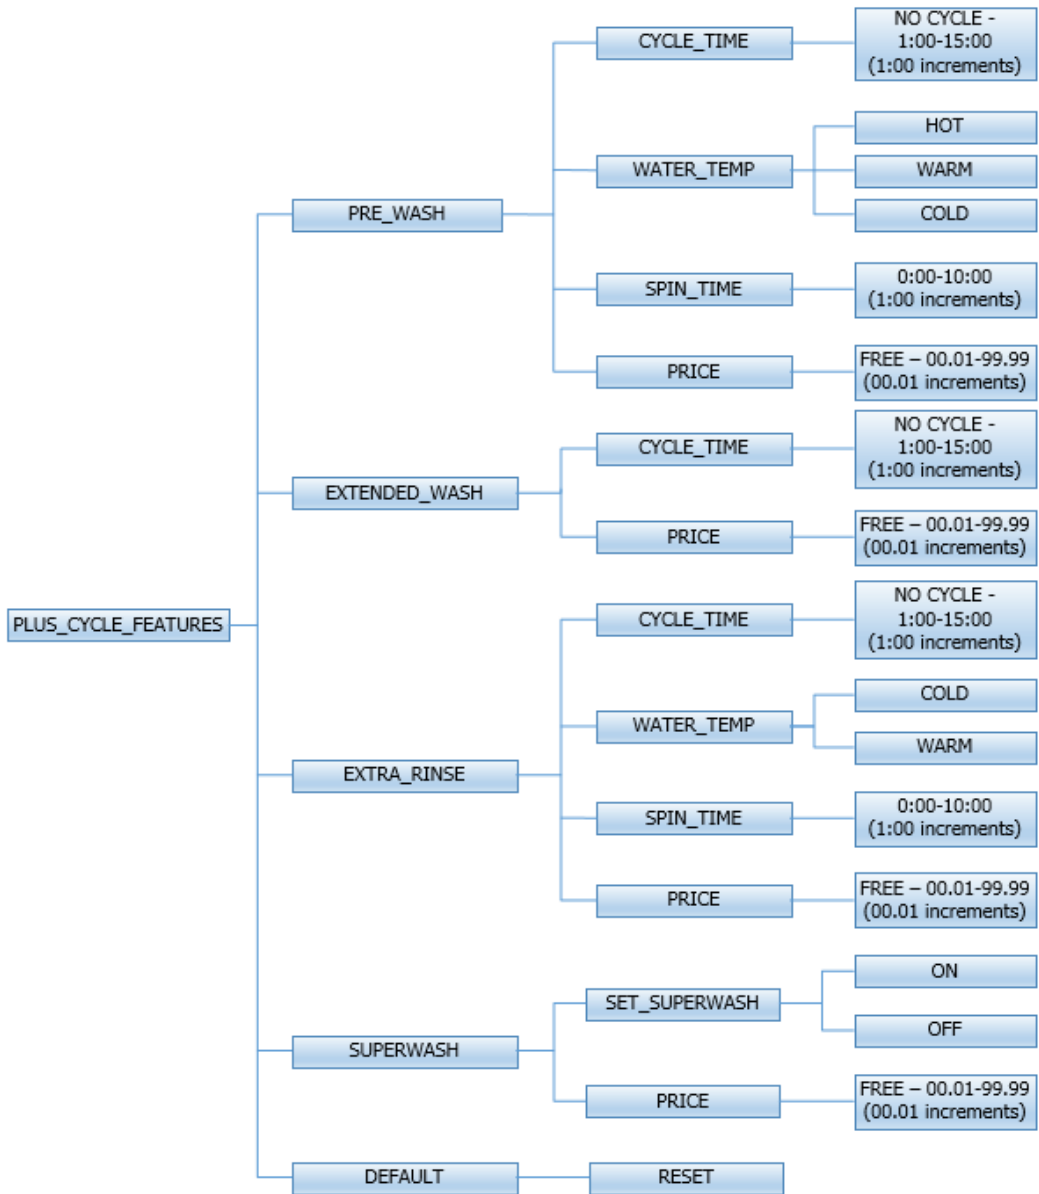 PLUS_CYCLE_FEATURES
PRE_WASH
CYCLE_TIME
NO CYCLE -
1:00-15:00
(1:00 increments)
WATER_TEMP
HOT
WARM
COLD
SPIN_TIME
0:00-10:00
(1:00 increments)
PRICE
FREE – 00.01-99.99
(00.01 increments)
EXTENDED_WASH
CYCLE_TIME
NO CYCLE -
1:00-15:00
(1:00 increments)
PRICE
FREE – 00.01-99.99
(00.01 increments)
EXTRA_RINSE
CYCLE_TIME
NO CYCLE -
1:00-15:00
(1:00 increments)
WATER_TEMP
COLD
WARM
SPIN_TIME
0:00-10:00
(1:00 increments)
PRICE
FREE – 00.01-99.99
(00.01 increments)
SUPERWASH
SET_SUPERWASH
ON
OFF
PRICE
FREE – 00.01-99.99
(00.01 increments)
DEFAULT
RESET